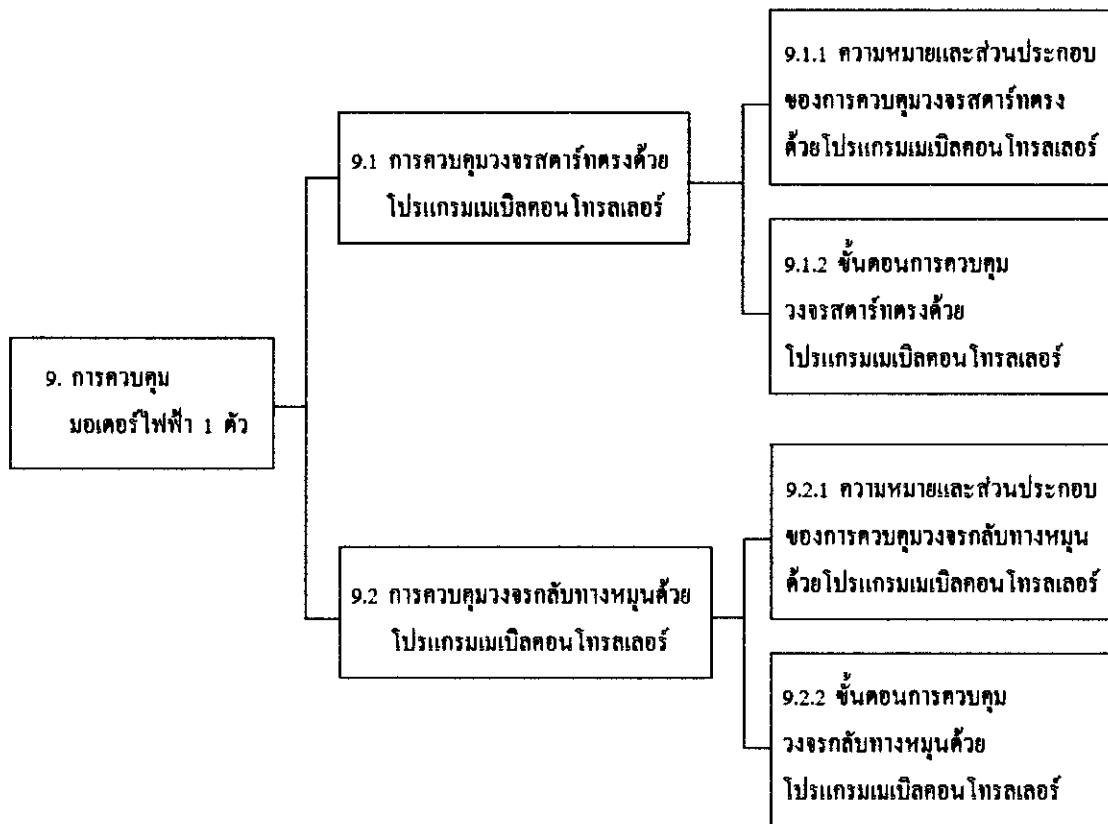 9. การควบคุม
มอเตอร์ไฟฟ้า 1 ตัว
9.1 การควบคุมวงจรสตาร์ทตรงด้วย
โปรแกรมเมเบิลคอนโทรลเลอร์
9.1.1 ความหมายและส่วนประกอบ
ของการควบคุมวงจรสตาร์ทตรง
ด้วยโปรแกรมเมเบิลคอนโทรลเลอร์
9.1.2 ขั้นตอนการควบคุม
วงจรสตาร์ทตรงด้วย
โปรแกรมเมเบิลคอนโทรลเลอร์
9.2 การควบคุมวงจรกลับทางหมุนด้วย
โปรแกรมเมเบิลคอนโทรลเลอร์
9.2.1 ความหมายและส่วนประกอบ
ของการควบคุมวงจรกลับทางหมุน
ด้วยโปรแกรมเมเบิลคอนโทรลเลอร์
9.2.2 ขั้นตอนการควบคุม
วงจรกลับทางหมุนด้วย
โปรแกรมเมเบิลคอนโทรลเลอร์